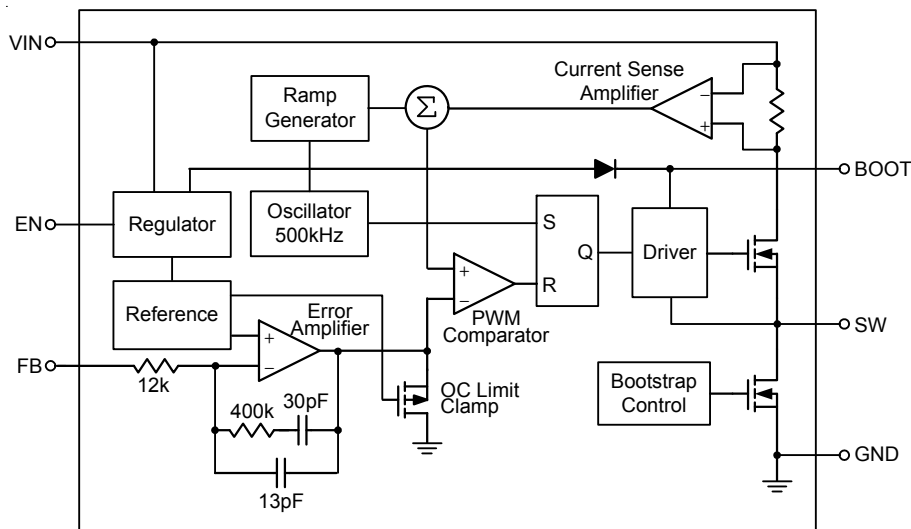 VIN
Current Sense
Amplifier
−
+
Ramp
Generator
Σ
BOOT
EN
Regulator
Oscillator
500kHz
S
Q
R
Driver
+
−
PWM
Comparator
Reference
Error
Amplifier
+
−
SW
FB
12k
400k
30pF
13pF
OC Limit
Clamp
Bootstrap
Control
GND